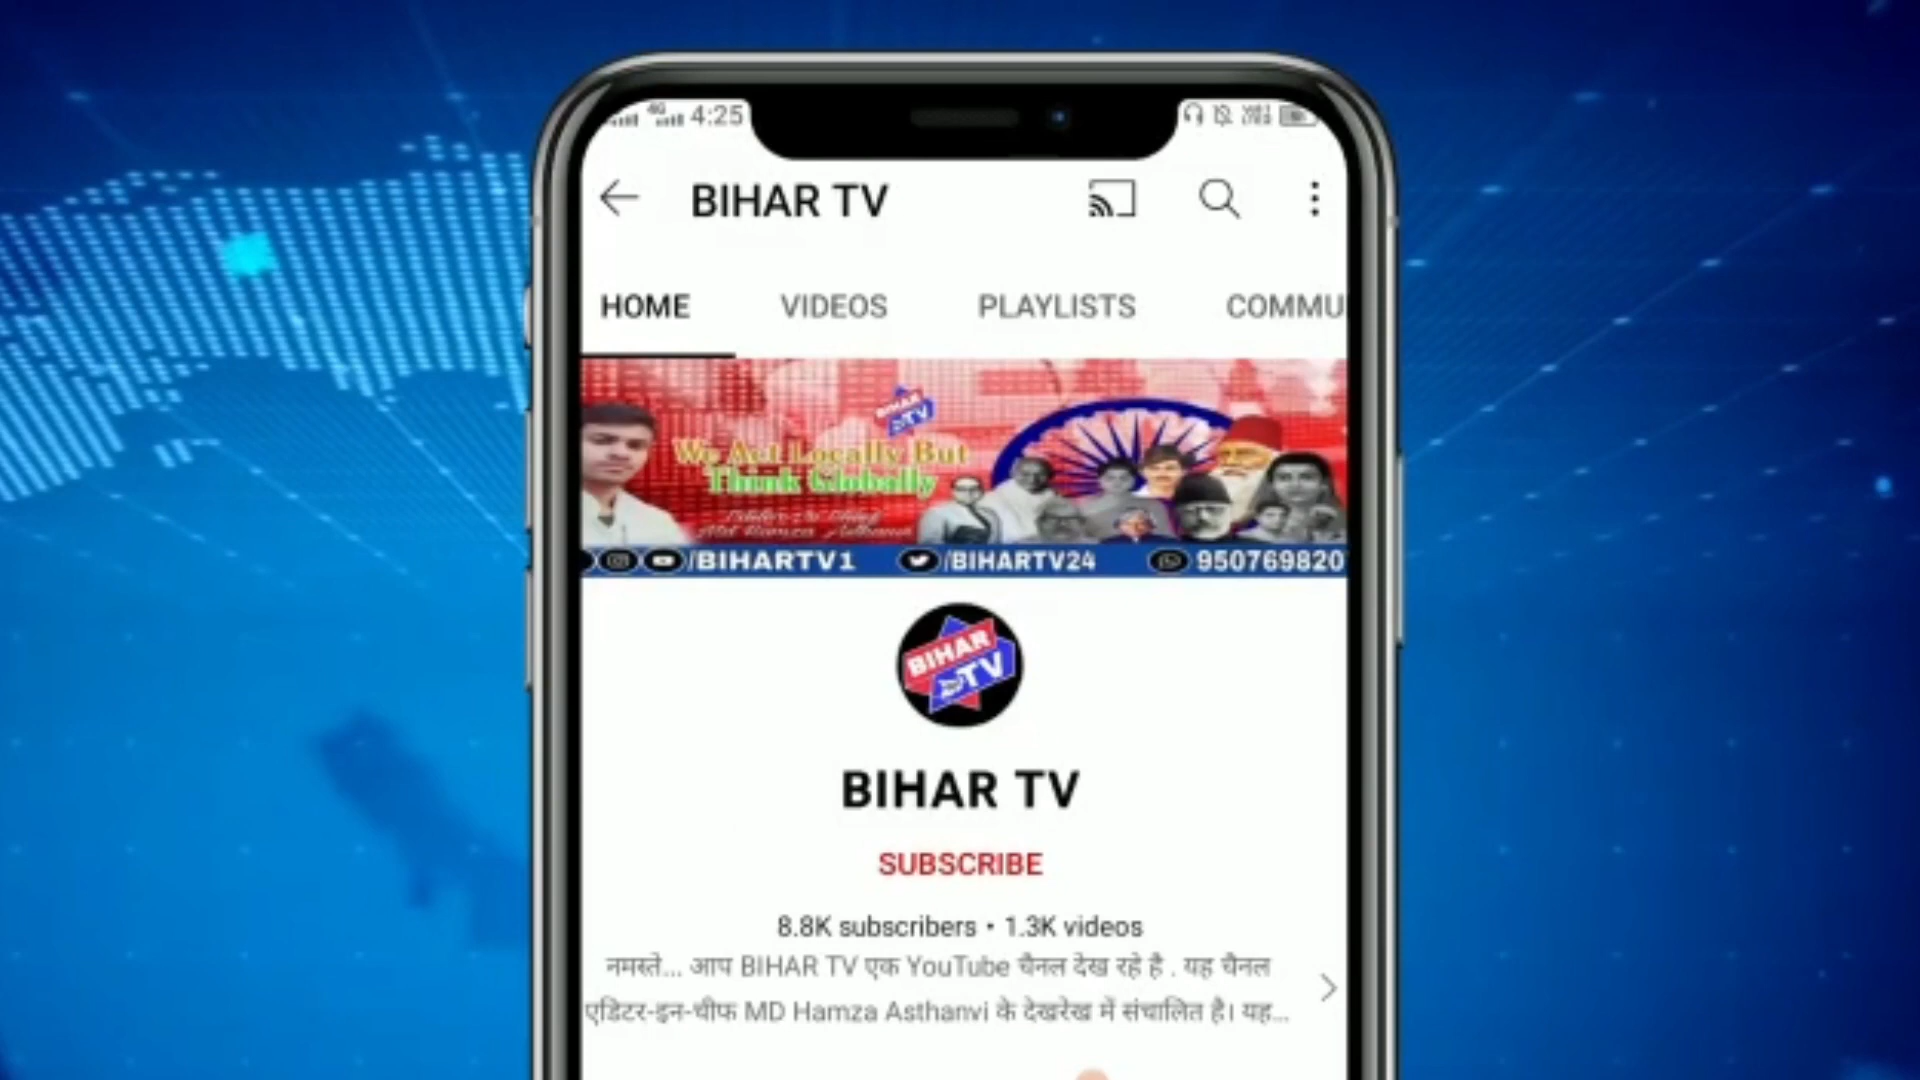 4G 4:25
BIHAR TV
HOME VIDEOS PLAYLISTS COMMU
BIHAR TV
We Act Locally But
Think Globally
/BIHARTV1 /BIHARTV24 950769820
BIHAR TV
BIHAR TV
SUBSCRIBE
8.8K subscribers • 1.3K videos
नमस्ते... आप BIHAR TV एक YouTube चैनल देख रहे है . यह चैनल
एडिटर-इन-चीफ MD Hamza Asthanvi के देखरेख में संचालित है। यह...